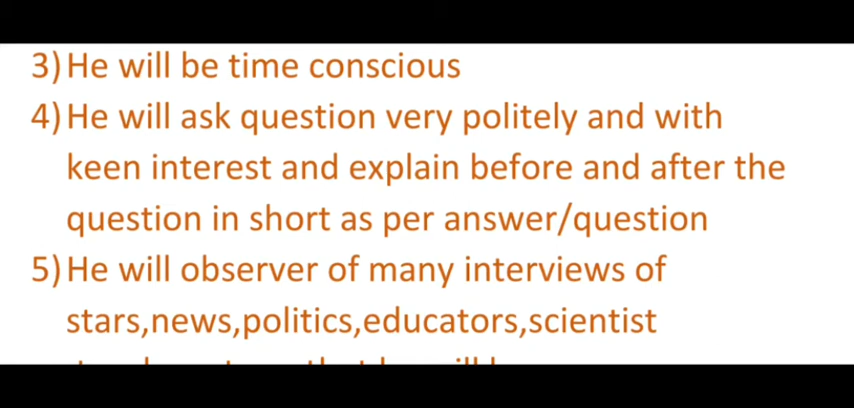 3) He will be time conscious
4) He will ask question very politely and with
keen interest and explain before and after the
question in short as per answer/question
5) He will observer of many interviews of
stars,news,politics,educators,scientist